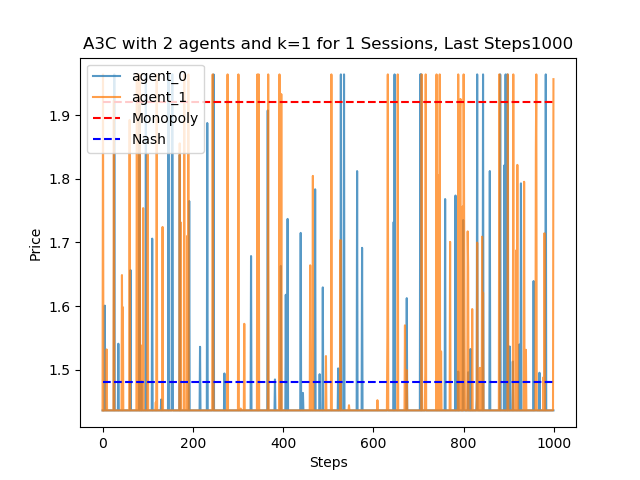 A3C with 2 agents and k=1 for 1 Sessions, Last Steps1000
agent_0
agent_1
Monopoly
Nash
Price
1.9
1.8
1.7
1.6
1.5
0 200 400 600 800 1000
Steps